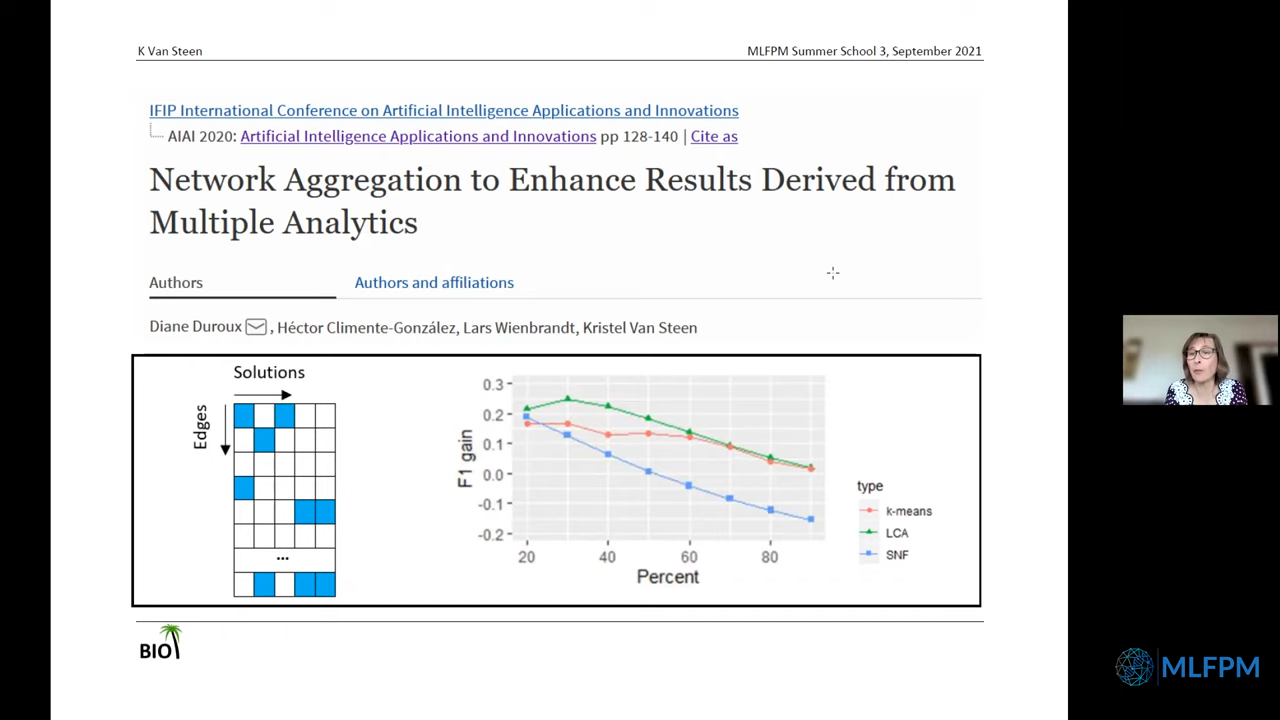 K Van Steen
MLFPM Summer School 3, September 2021
IFIP International Conference on Artificial Intelligence Applications and Innovations
AIAI 2020: Artificial Intelligence Applications and Innovations pp 128-140 | Cite as
Network Aggregation to Enhance Results Derived from
Multiple Analytics
Authors
Authors and affiliations
Diane Duroux , Héctor Climente-González, Lars Wienbrandt, Kristel Van Steen
Solutions
Edges
...
F1 gain
0.3
0.2
0.1
0.0
-0.1
-0.2
20 40 60 80
Percent
type
k-means
LCA
SNF
BIO
MLFPM